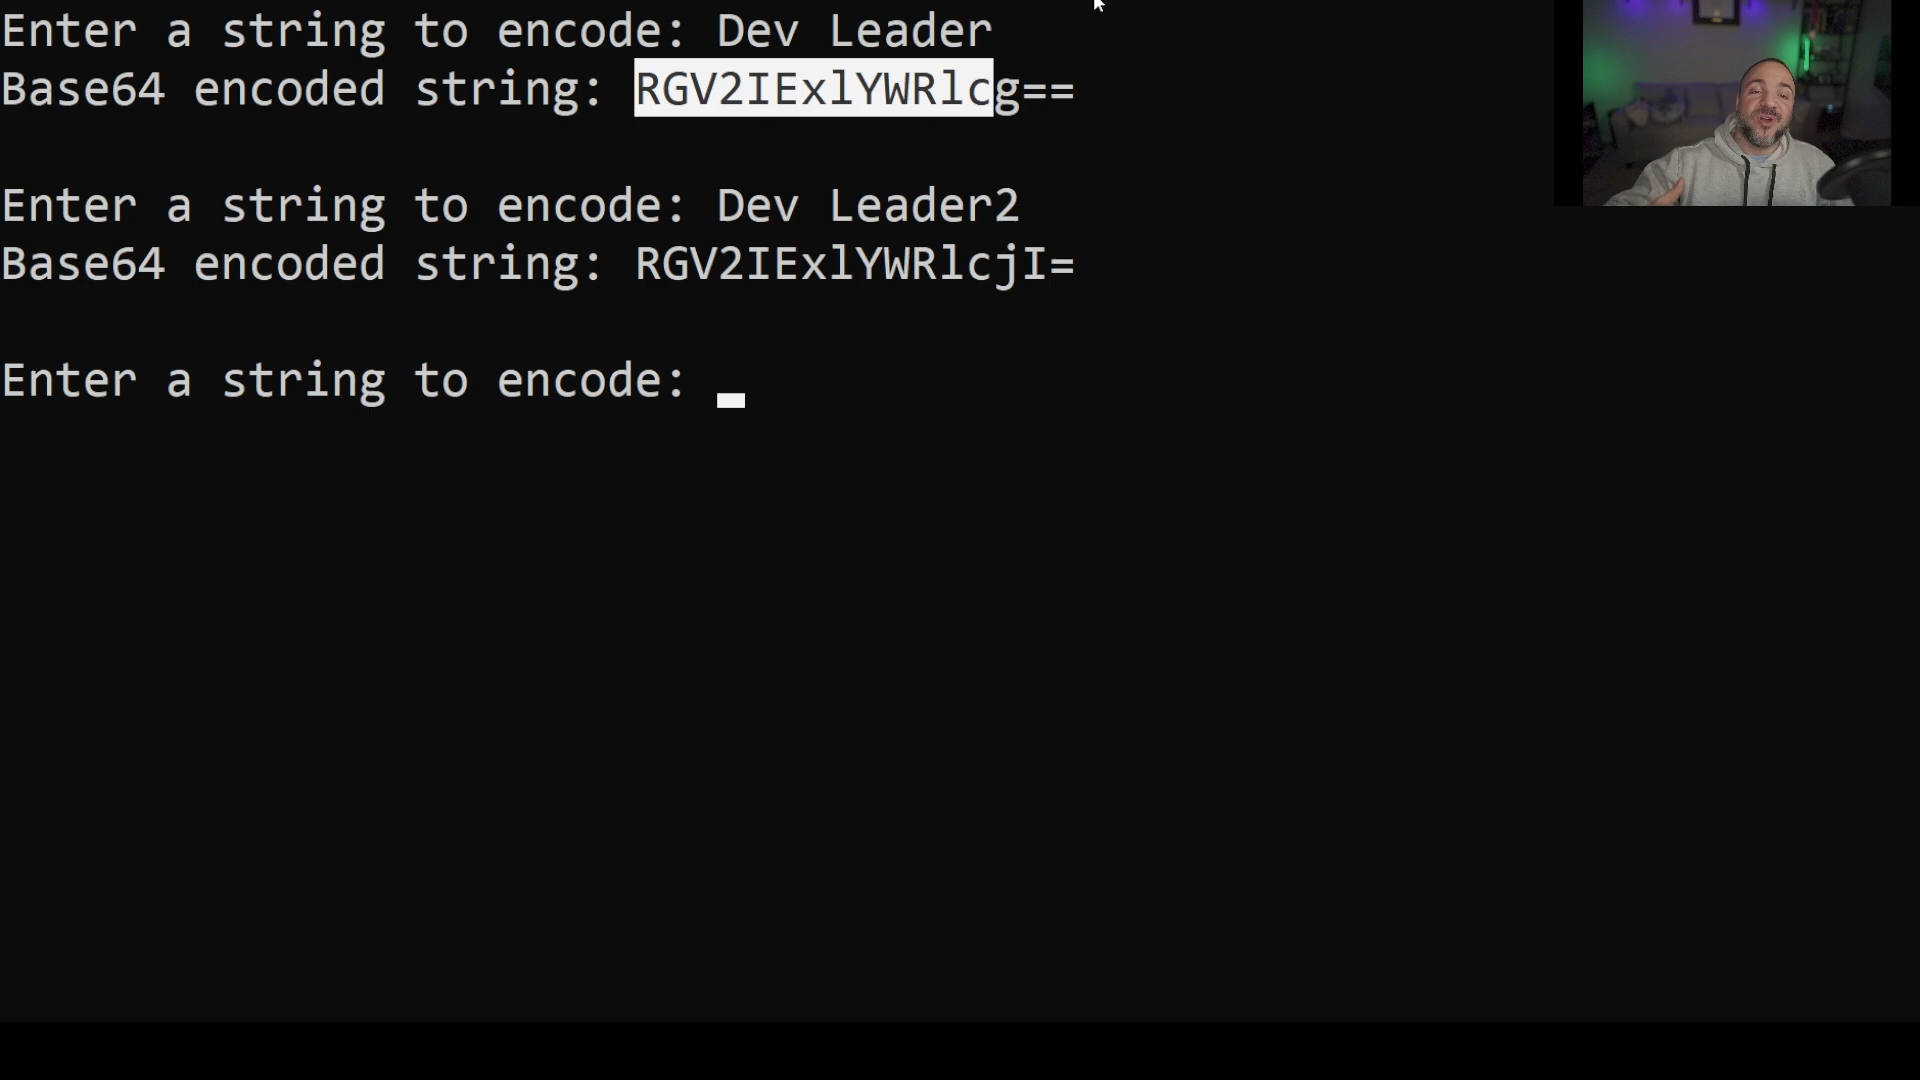 Enter a string to encode: Dev Leader
Base64 encoded string: RGV2IExlYWRlcg==
Enter a string to encode: Dev Leader2
Base64 encoded string: RGV2IExlYWRlcjI=
Enter a string to encode: